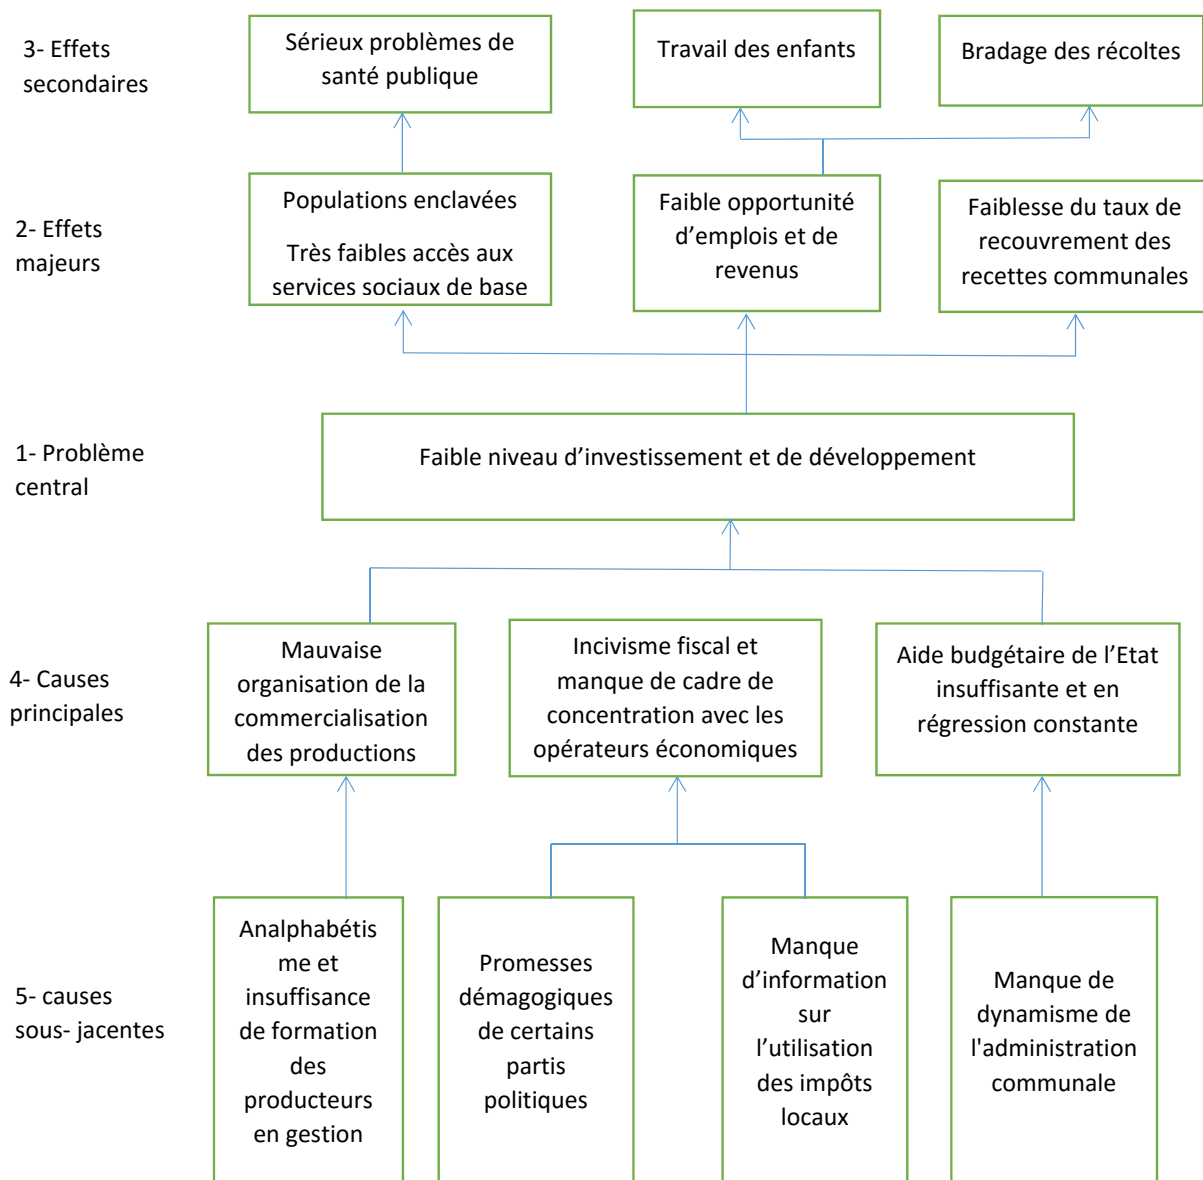 3- Effets
secondaires
Sérieux problèmes de
santé publique
Travail des enfants
Bradage des récoltes
2- Effets
majeurs
Populations enclavées
Très faibles accès aux
services sociaux de base
Faible opportunité
d’emplois et de
revenus
Faiblesse du taux de
recouvrement des
recettes communales
1- Problème
central
Faible niveau d’investissement et de développement
4- Causes
principales
Mauvaise
organisation de la
commercialisation
des productions
Incivisme fiscal et
manque de cadre de
concentration avec les
opérateurs économiques
Aide budgétaire de l’Etat
insuffisante et en
régression constante
5- causes
sous- jacentes
Analphabétis
me et
insuffisance
de formation
des
producteurs
en gestion
Promesses
démagogiques
de certains
partis
politiques
Manque
d’information
sur
l’utilisation
des impôts
locaux
Manque de
dynamisme de
l'administration
communale